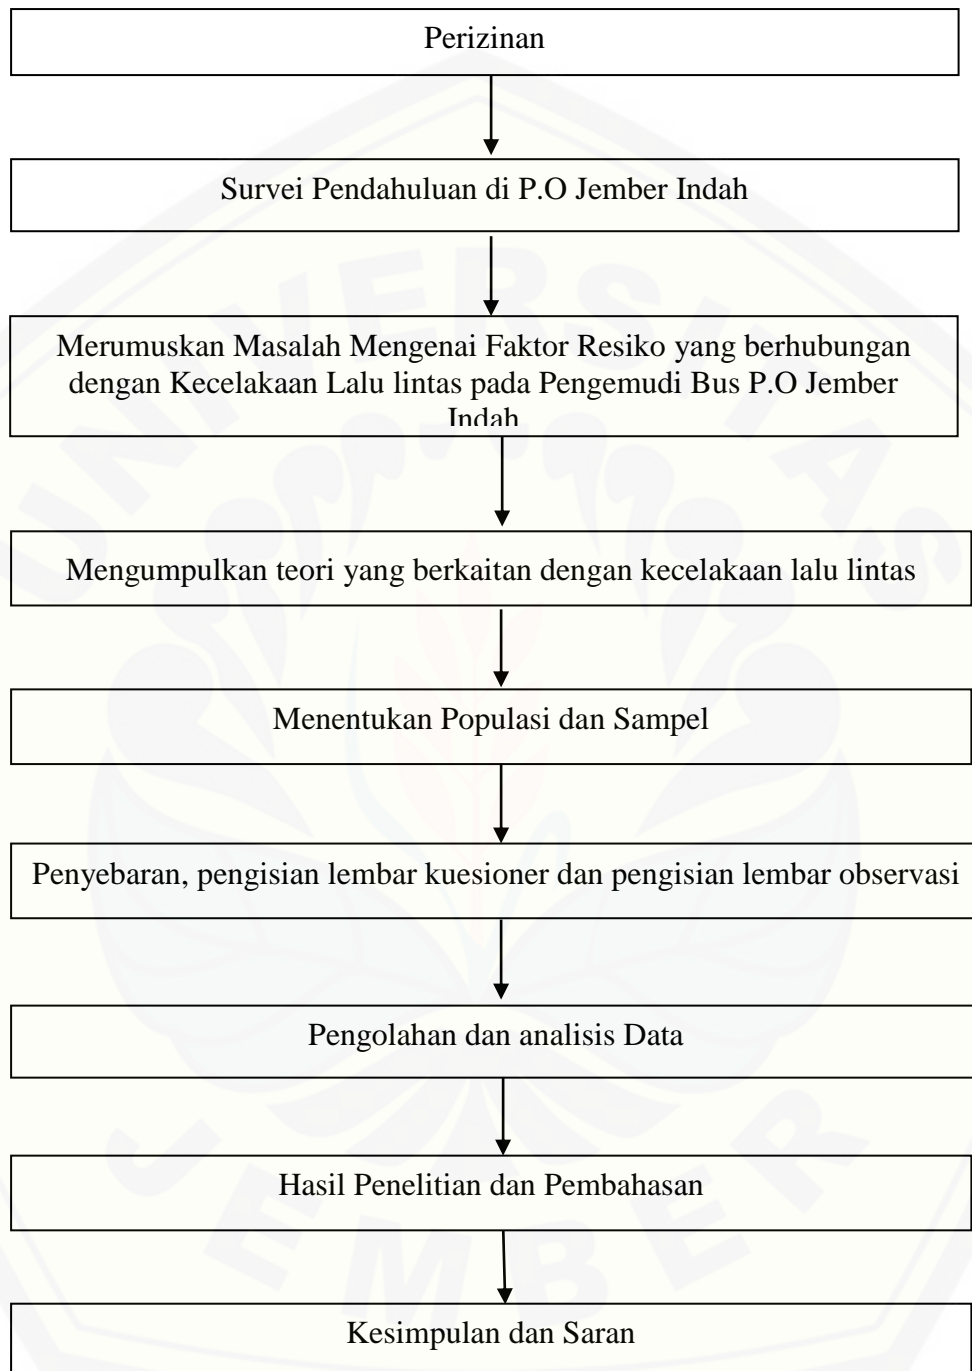 Perizinan
Survei Pendahuluan di P.O Jember Indah
Merumuskan Masalah Mengenai Faktor Resiko yang berhubungan
dengan Kecelakaan Lalu lintas pada Pengemudi Bus P.O Jember
Indah
Mengumpulkan teori yang berkaitan dengan kecelakaan lalu lintas
Menentukan Populasi dan Sampel
Penyebaran, pengisian lembar kuesioner dan pengisian lembar observasi
Pengolahan dan analisis Data
Hasil Penelitian dan Pembahasan
Kesimpulan dan Saran
UNIVERSITAS
JEMBER